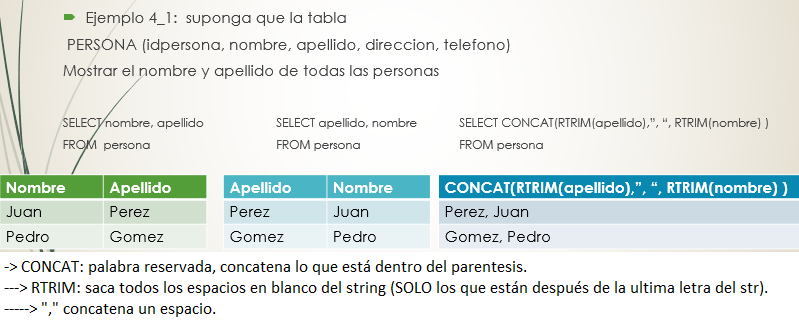 Ejemplo 4_1: suponga que la tabla
PERSONA (idpersona, nombre, apellido, direccion, telefono)
Mostrar el nombre y apellido de todas las personas
SELECT nombre, apellido
FROM persona
SELECT apellido, nombre
FROM persona
SELECT CONCAT(RTRIM(apellido),”, “, RTRIM(nombre) )
FROM persona
Nombre Apellido
Juan Perez
Pedro Gomez
Apellido Nombre
Perez Juan
Gomez Pedro
CONCAT(RTRIM(apellido),”, “, RTRIM(nombre) )
Perez, Juan
Gomez, Pedro
-> CONCAT: palabra reservada, concatena lo que está dentro del parentesis.
---> RTRIM: saca todos los espacios en blanco del string (SOLO los que están después de la ultima letra del str).
-----> "," concatena un espacio.